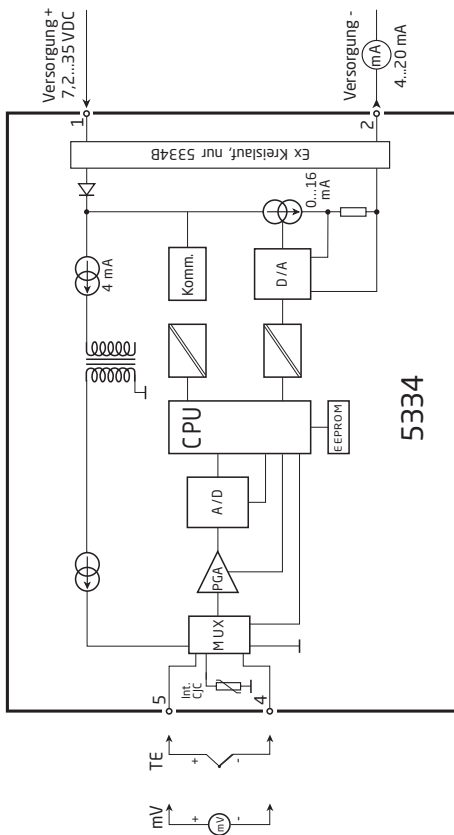 Versorgung +
7,2...35 VDC
Versorgung -
mA
4...20 mA
1
2
Ex Kreislauf, nur 5334B
4 mA
0...16
mA
Komm.
D/A
CPU
EEPROM
A/D
PGA
MUX
Int.
CJC
5
4
TE
+
-
mV
+
mV
-
5334